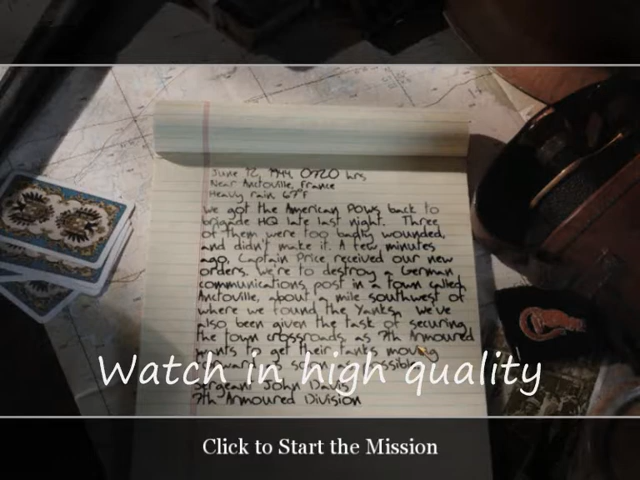 June 12, 1944, 0720 hrs
Near Anctoville, France
Heavy rain, 67°F
We got the American POWs back to
brigade HQ late last night. Three
of them were too badly wounded,
and didn't make it. A few minutes
ago, Captain Price received our new
orders. We're to destroy a German
communications post in a town called
Anctoville, about a mile southwest of
where we found the Yanks. We've
also been given the task of securing
the town crossroads, as 7th Armoured
wants to get their tanks moving
Watch in high quality
Sergeant John Davis
7th Armoured Division
Click to Start the Mission